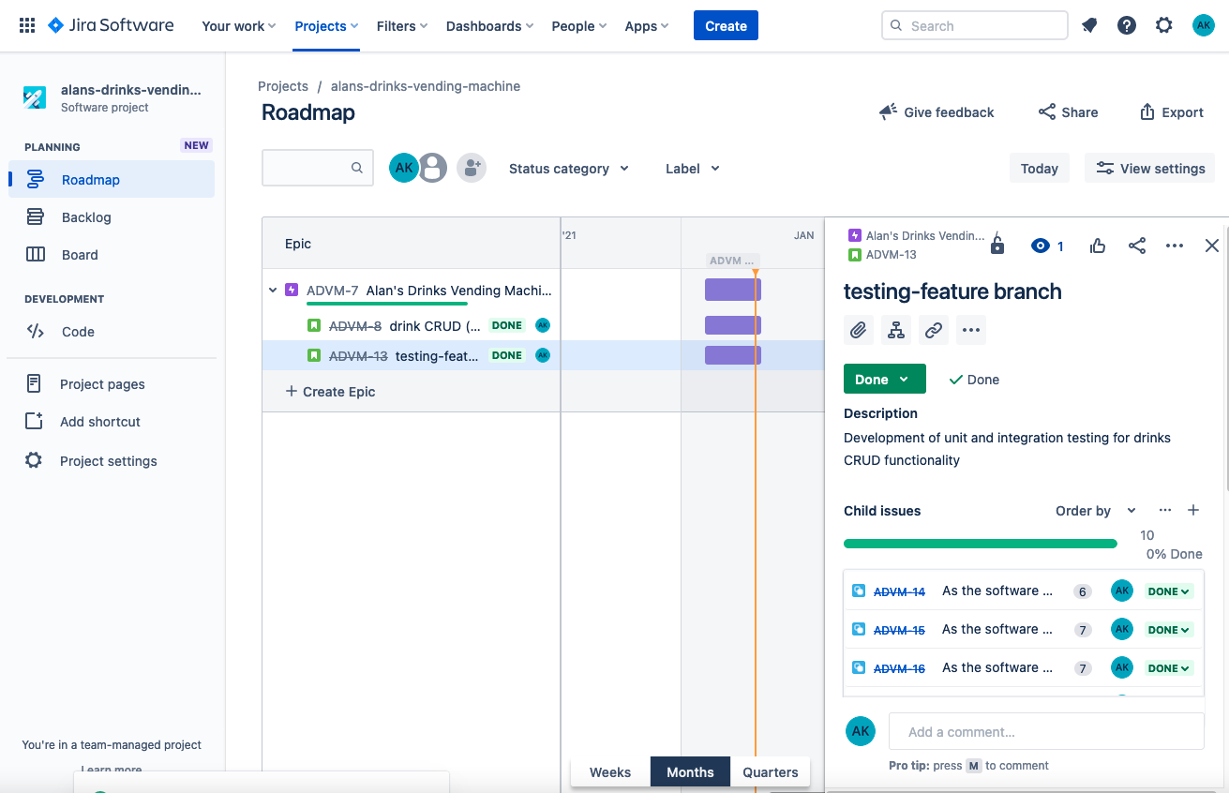 Jira Software
Your work
Projects
Filters
Dashboards
People
Apps
Create
Search
AK
alans-drinks-vendin...
Software project
PLANNING
NEW
Roadmap
Backlog
Board
DEVELOPMENT
Code
Project pages
Add shortcut
Project settings
You're in a team-managed project
Learn more
Projects / alans-drinks-vending-machine
Roadmap
Give feedback
Share
Export
AK
Status category
Label
Today
View settings
Epic
'21
JAN
ADVM ...
ADVM-7 Alan's Drinks Vending Machi...
ADVM-8 drink CRUD (... DONE AK
ADVM-13 testing-feat... DONE AK
+ Create Epic
Weeks
Months
Quarters
Alan's Drinks Vendin... /
ADVM-13
1
testing-feature branch
Done
Done
Description
Development of unit and integration testing for drinks
CRUD functionality
Child issues
Order by
10
0% Done
ADVM-14 As the software ... 6 AK DONE
ADVM-15 As the software ... 7 AK DONE
ADVM-16 As the software ... 7 AK DONE
AK
Add a comment...
Pro tip: press M to comment